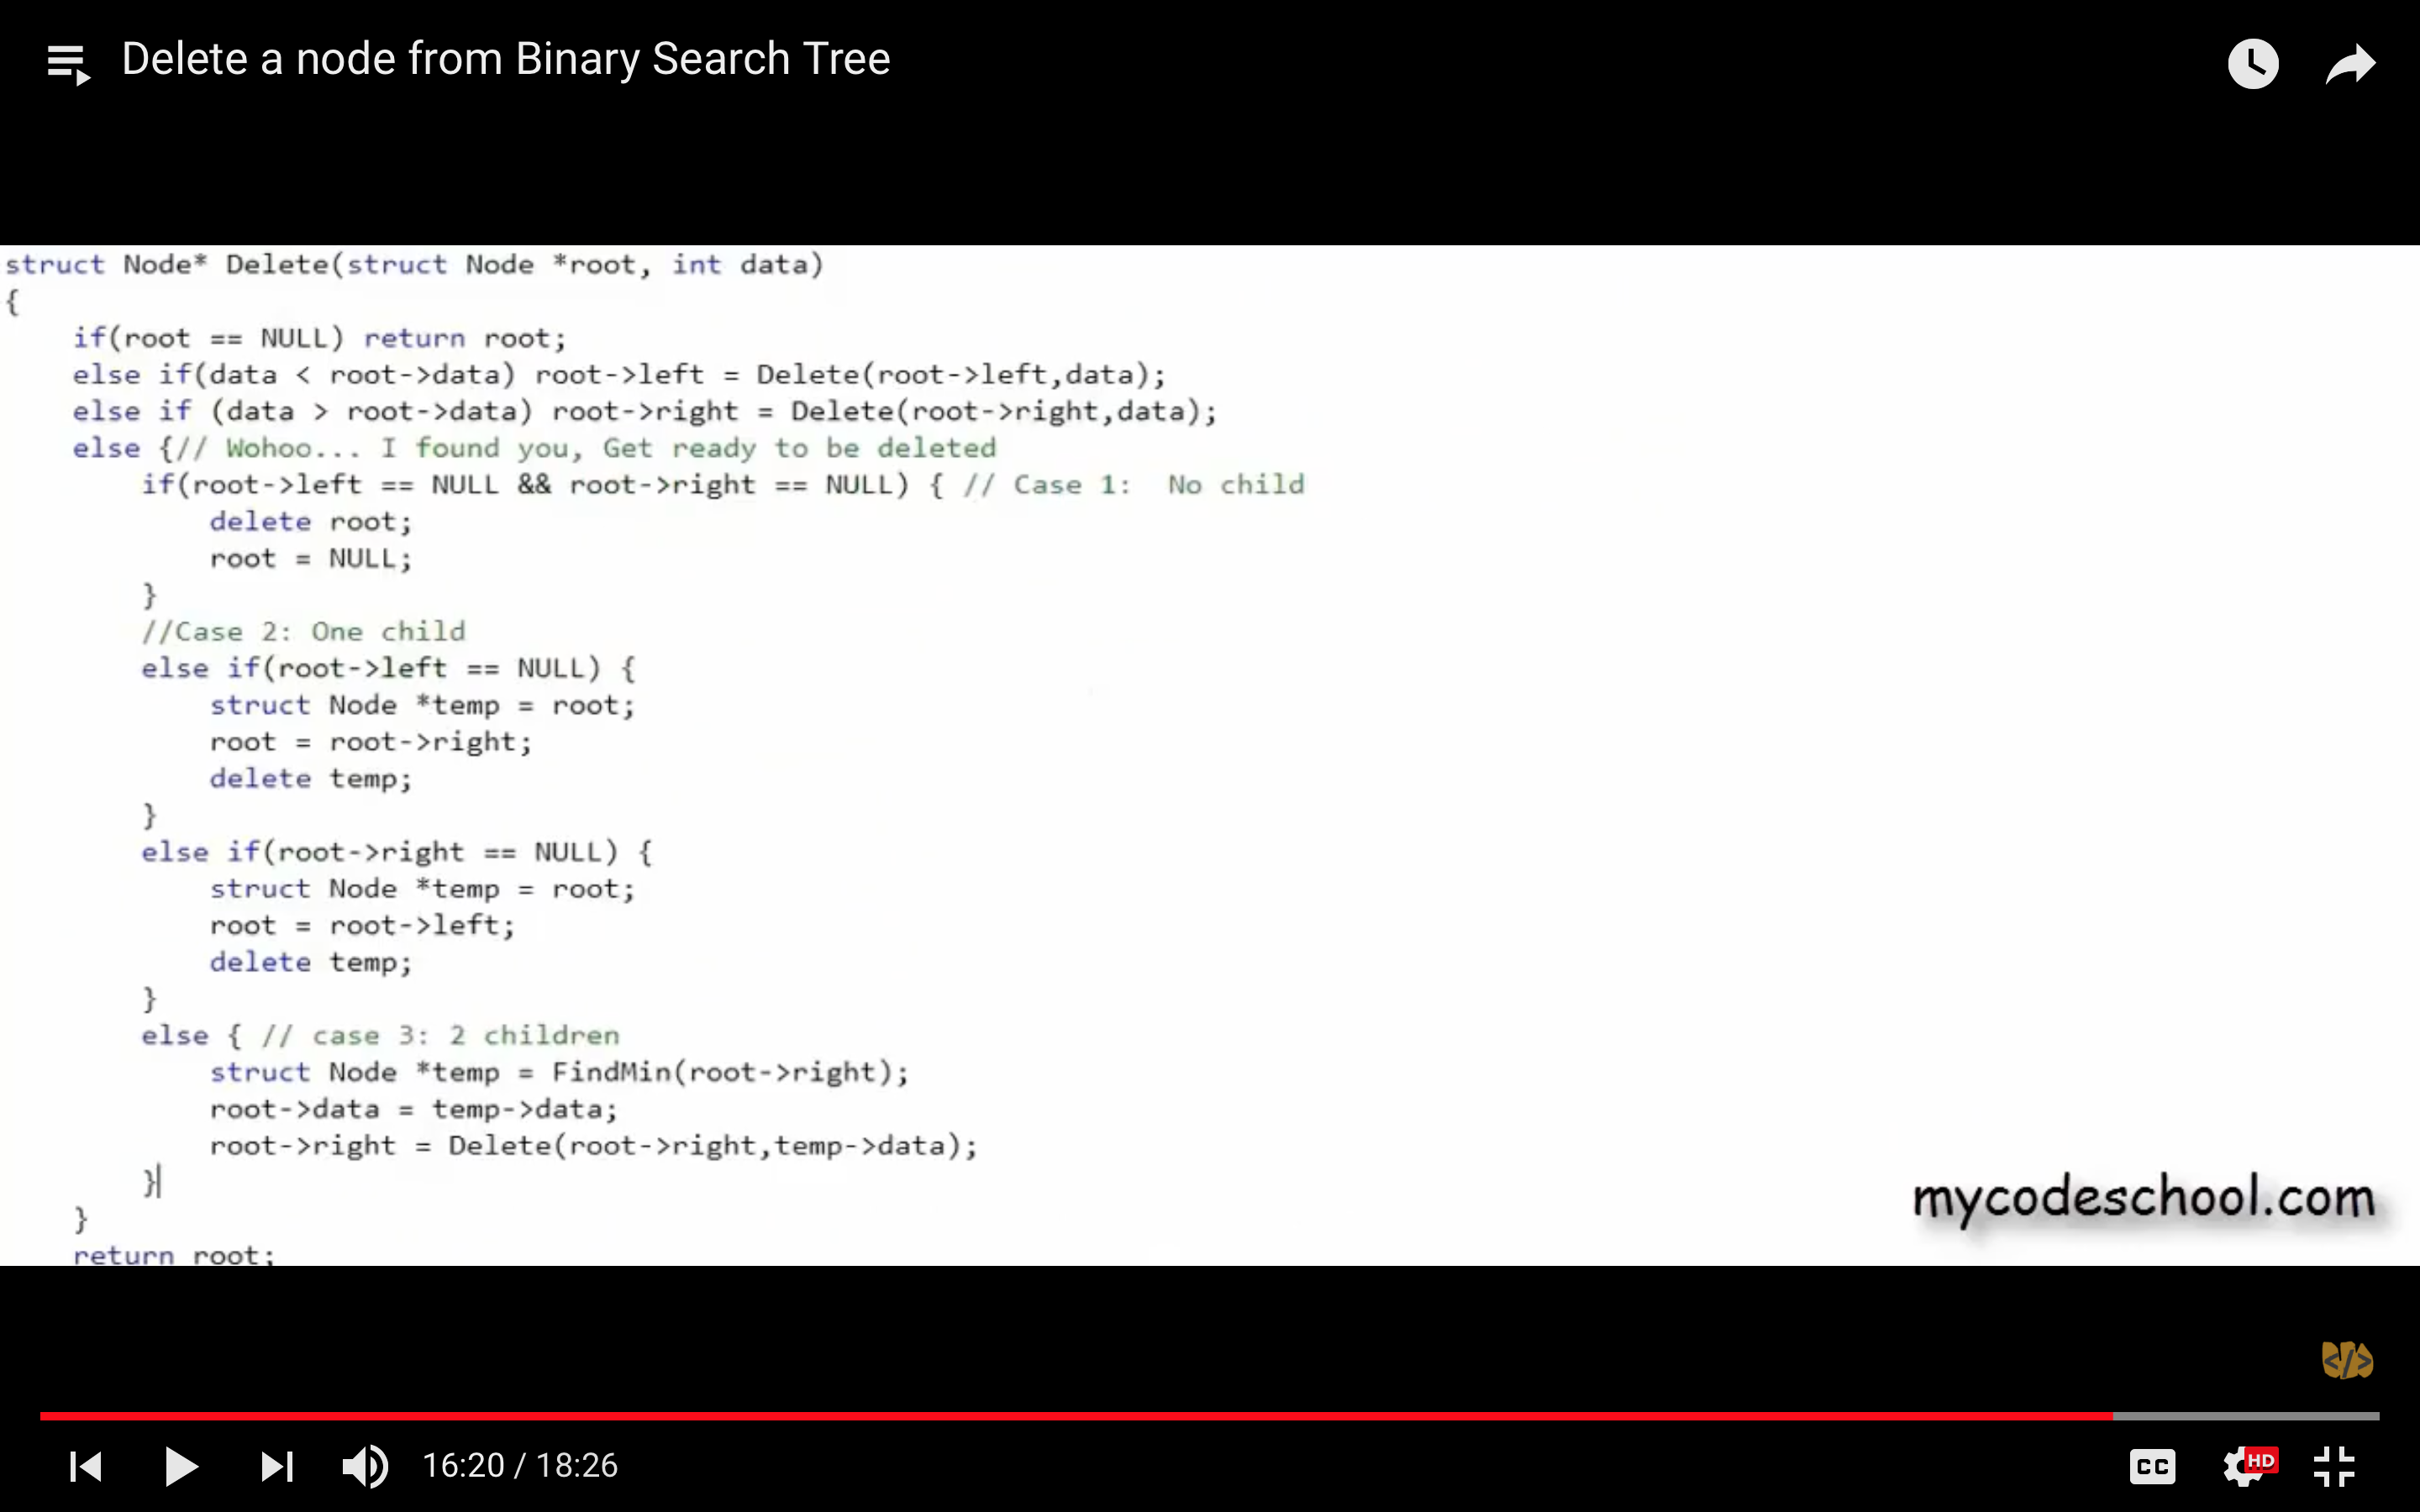 Delete a node from Binary Search Tree
struct Node* Delete(struct Node *root, int data)
{
    if(root == NULL) return root;
    else if(data < root->data) root->left = Delete(root->left,data);
    else if (data > root->data) root->right = Delete(root->right,data);
    else {// Wohoo... I found you, Get ready to be deleted
        if(root->left == NULL && root->right == NULL) { // Case 1:  No child
            delete root;
            root = NULL;
        }
        //Case 2: One child
        else if(root->left == NULL) {
            struct Node *temp = root;
            root = root->right;
            delete temp;
        }
        else if(root->right == NULL) {
            struct Node *temp = root;
            root = root->left;
            delete temp;
        }
        else { // case 3: 2 children
            struct Node *temp = FindMin(root->right);
            root->data = temp->data;
            root->right = Delete(root->right,temp->data);
        }
    }
    return root;
mycodeschool.com
</>
16:20 / 18:26
CC
HD